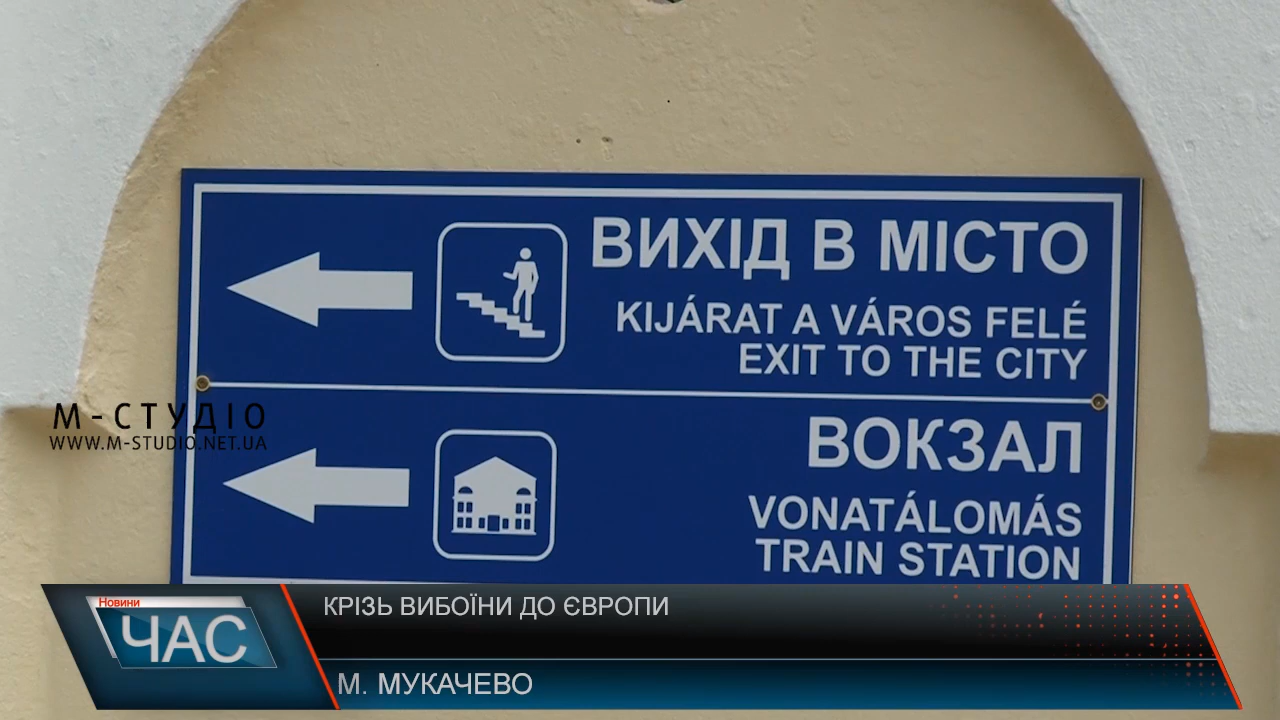 ВИХІД В МІСТО
KIJÁRAT A VÁROS FELÉ
EXIT TO THE CITY
ВОКЗАЛ
VONATÁLOMÁS
TRAIN STATION
М-СТУДІО
WWW.M-STUDIO.NET.UA
Новини
ЧАС
КРІЗЬ ВИБОЇНИ ДО ЄВРОПИ
М. МУКАЧЕВО